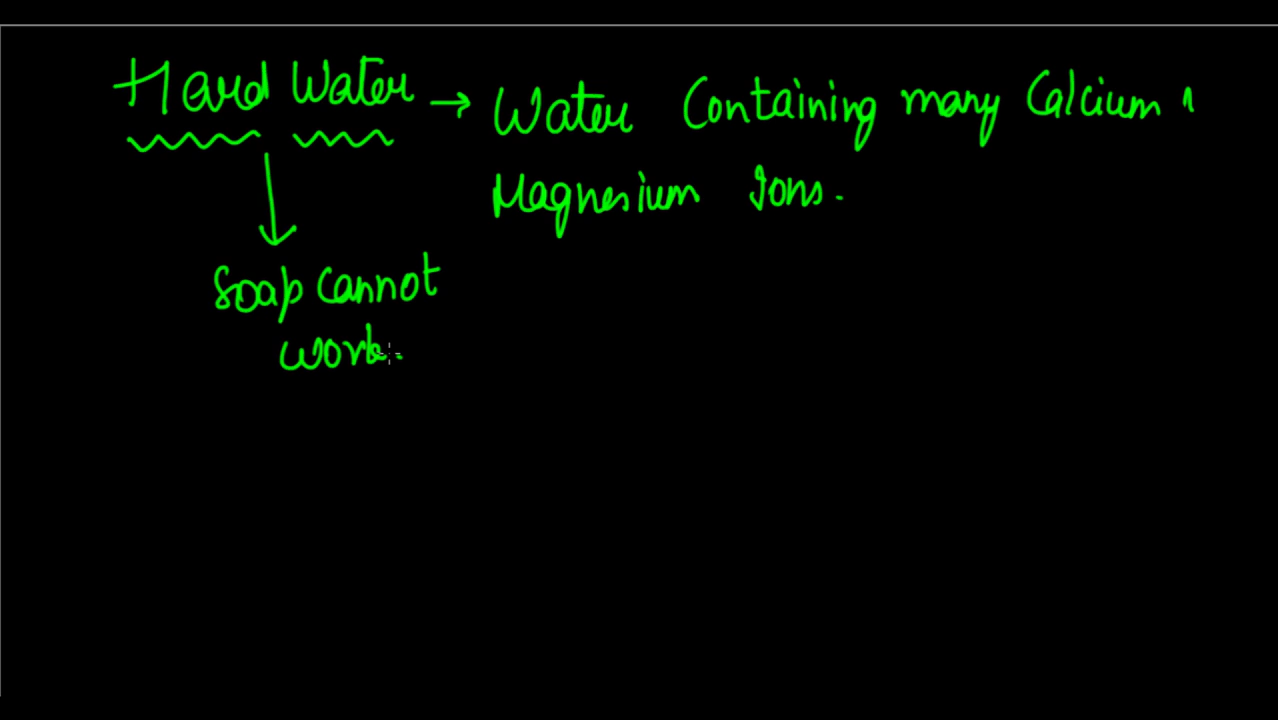 Hard Water → Water Containing many Calcium
Magnesium Ions.
Soap Cannot
work.